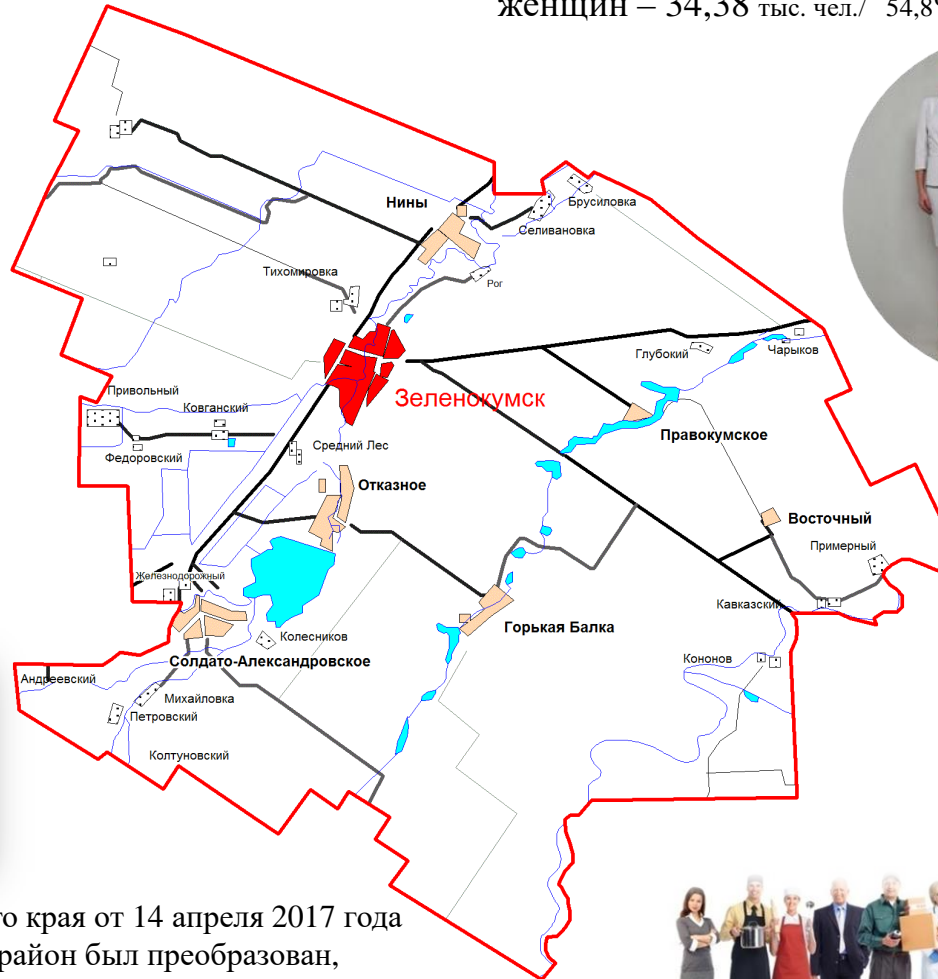 женщин – 34,38 тыс. чел./ 54,8
Нины
Брусиловка
Селивановка
Тихомировка
Рог
Глубокий
Чарыков
Привольный
Зеленокумск
Ковганский
Правокумское
Федоровский
Средний Лес
Отказное
Восточный
Примерный
Железнодорожный
Кавказский
Горькая Балка
Колесников
Солдато-Александровское
Кононов
Андреевский
Михайловка
Петровский
Колтуновский
го края от 14 апреля 2017 года
район был преобразован,